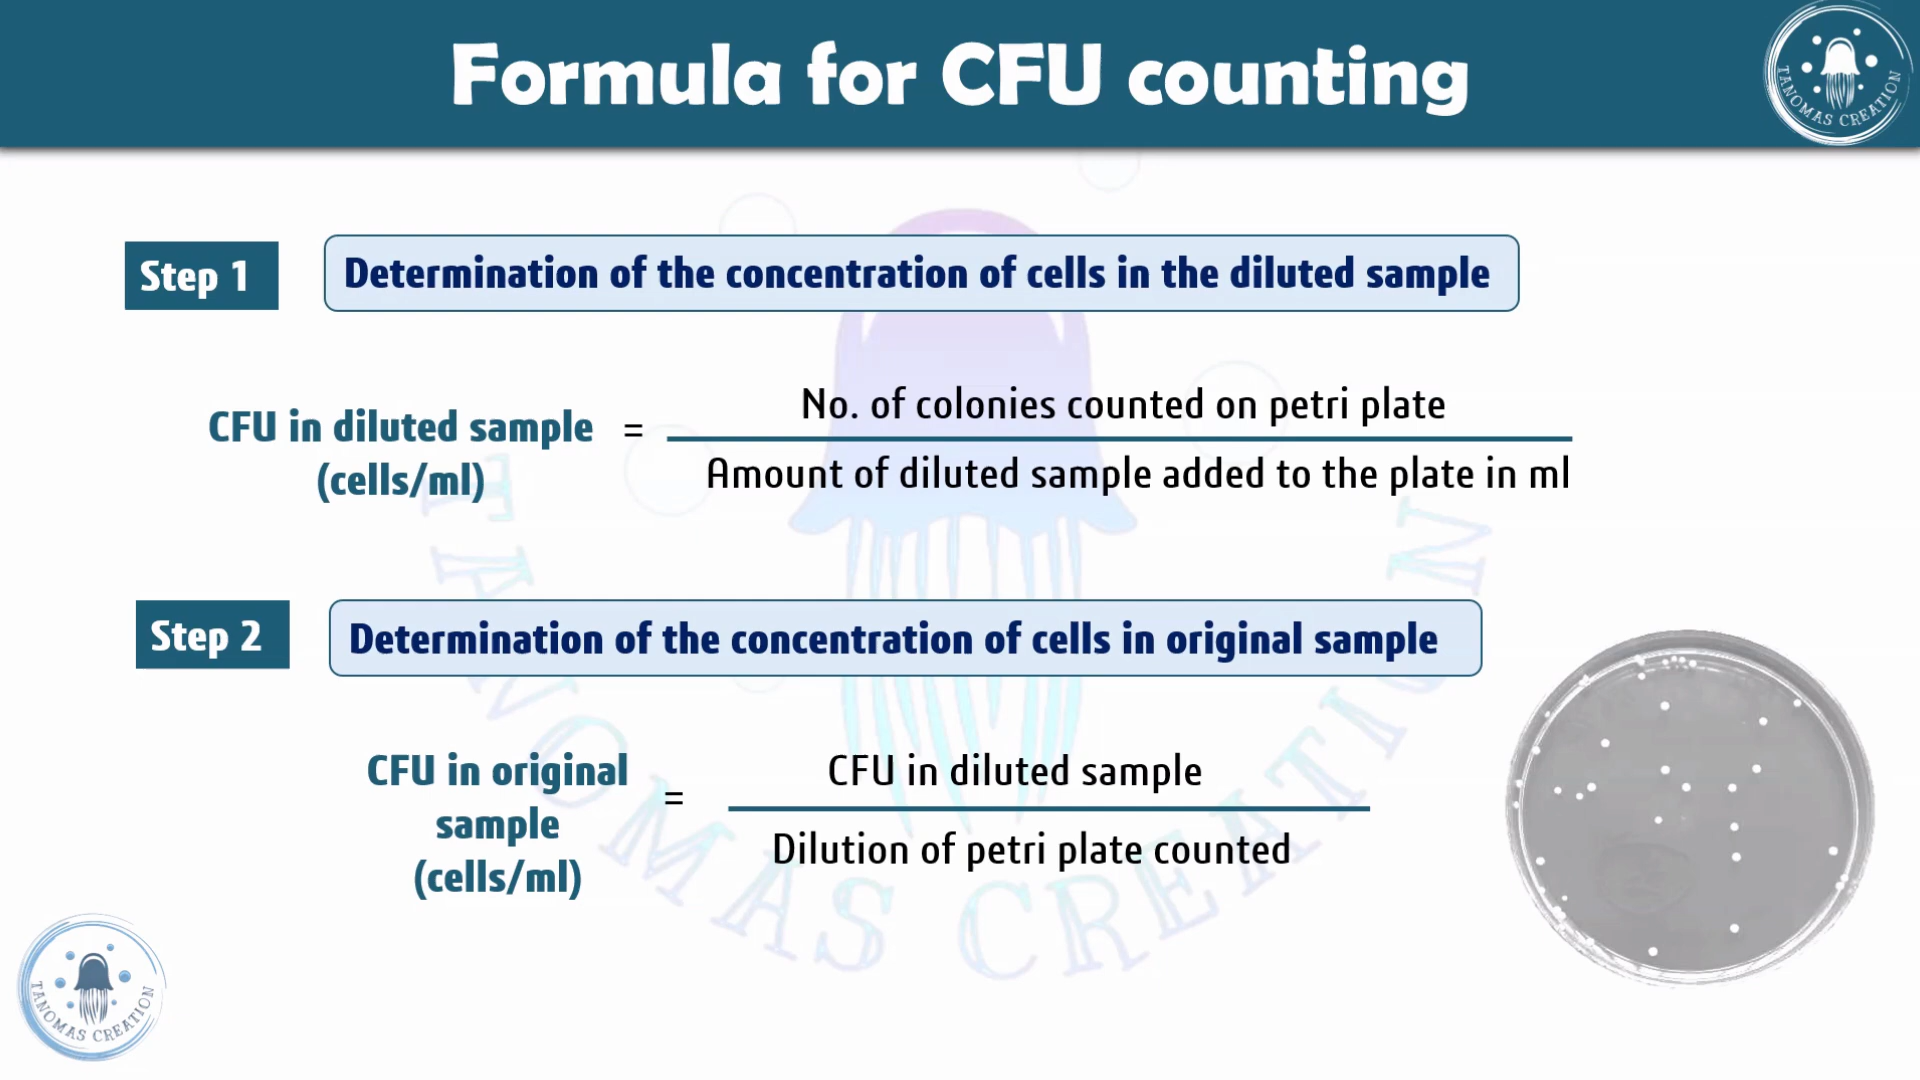 Formula for CFU counting
TANOMAS CREATION
Step 1
Determination of the concentration of cells in the diluted sample
CFU in diluted sample
(cells/ml)
=
No. of colonies counted on petri plate
Amount of diluted sample added to the plate in ml
Step 2
Determination of the concentration of cells in original sample
CFU in original
sample
(cells/ml)
=
CFU in diluted sample
Dilution of petri plate counted
TANOMAS CREATION
TANOMAS CREATION